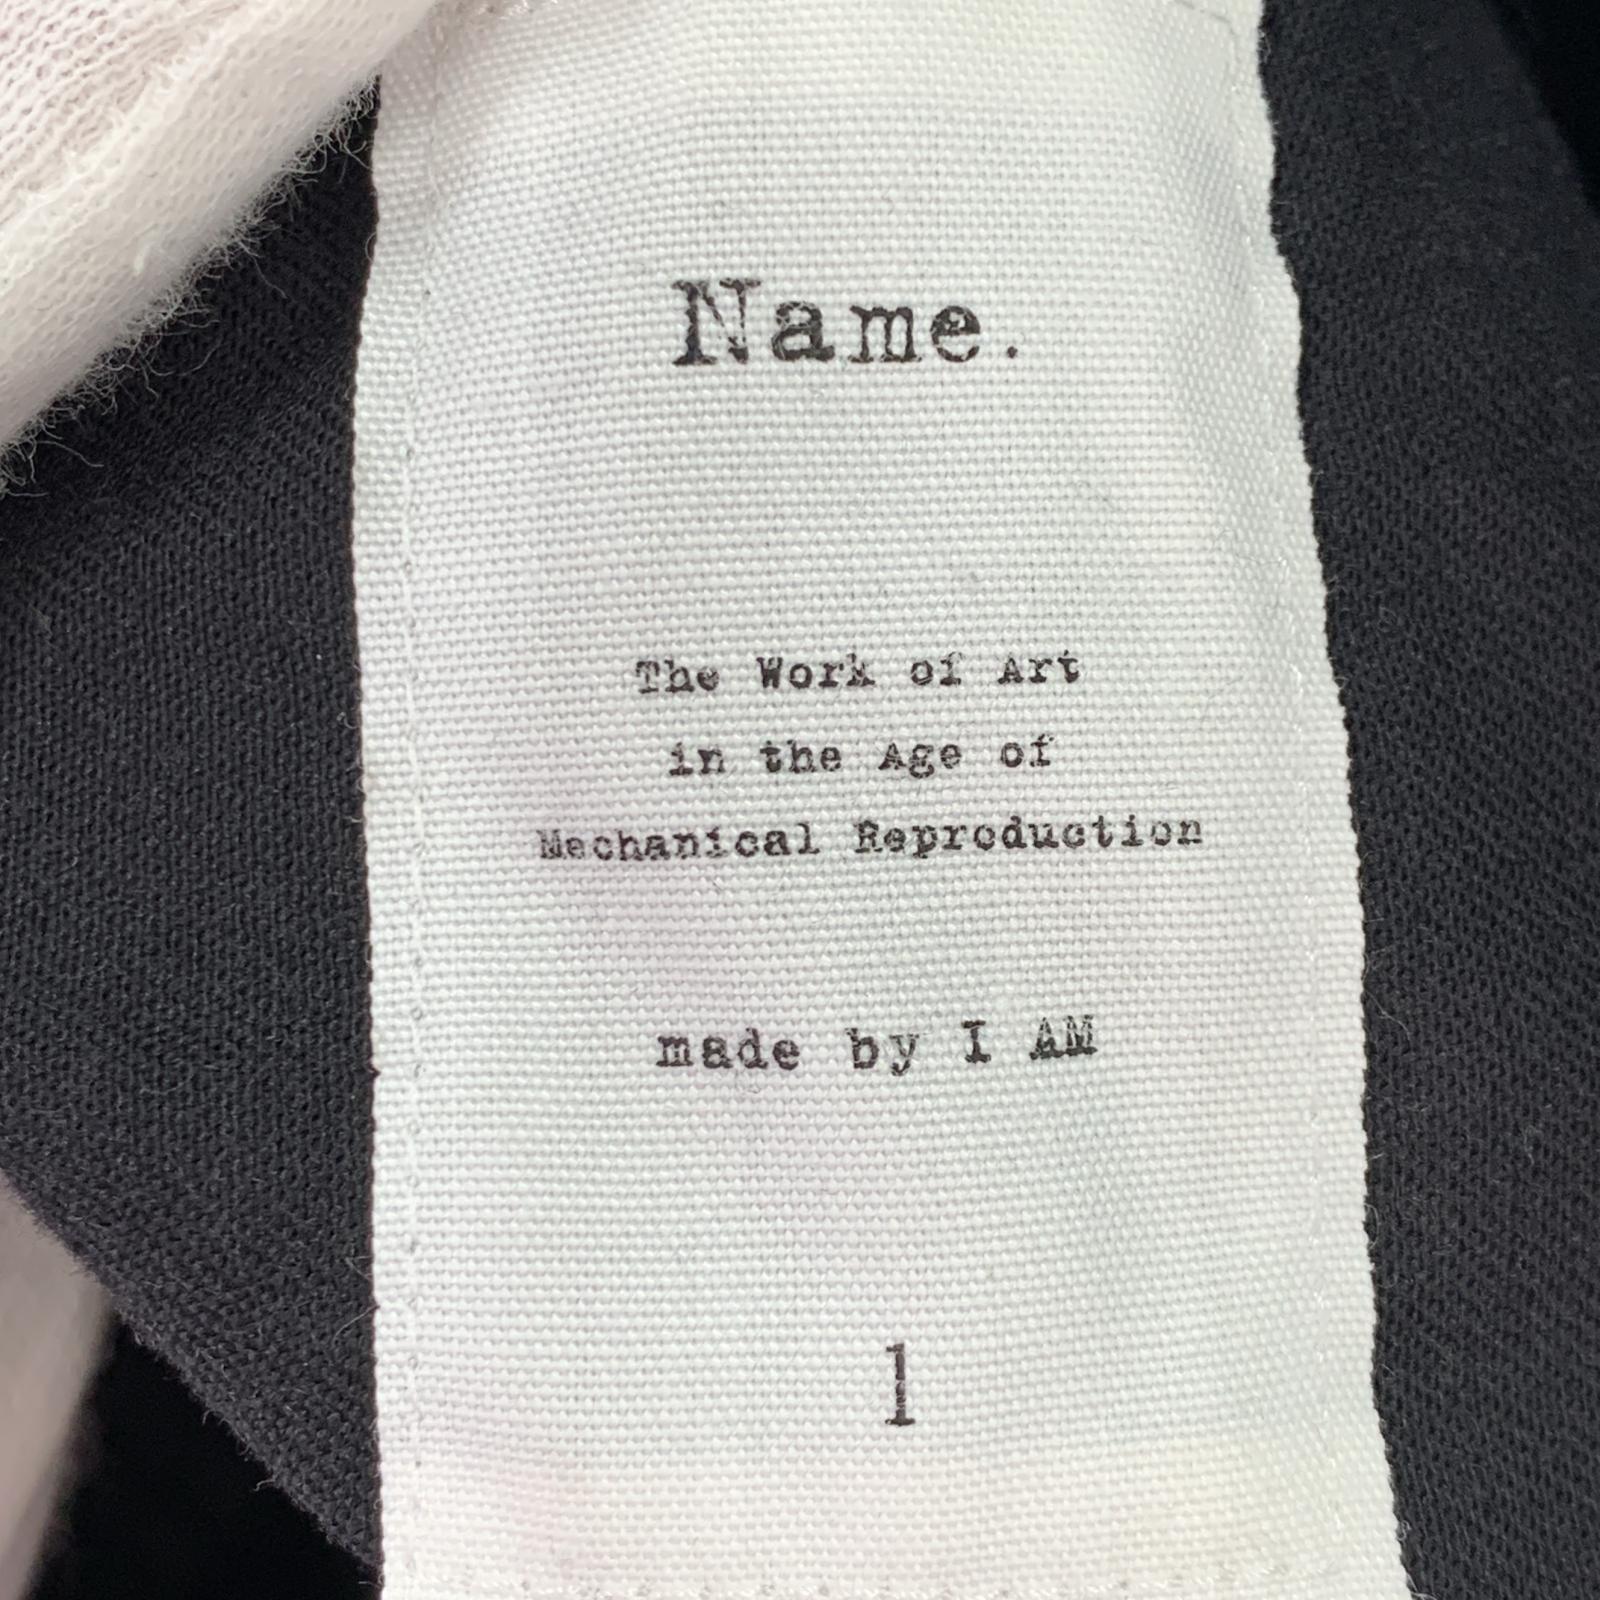 Name.
The Work of Art
in the Age of
Mechanical Reproduction
made by I AM
1